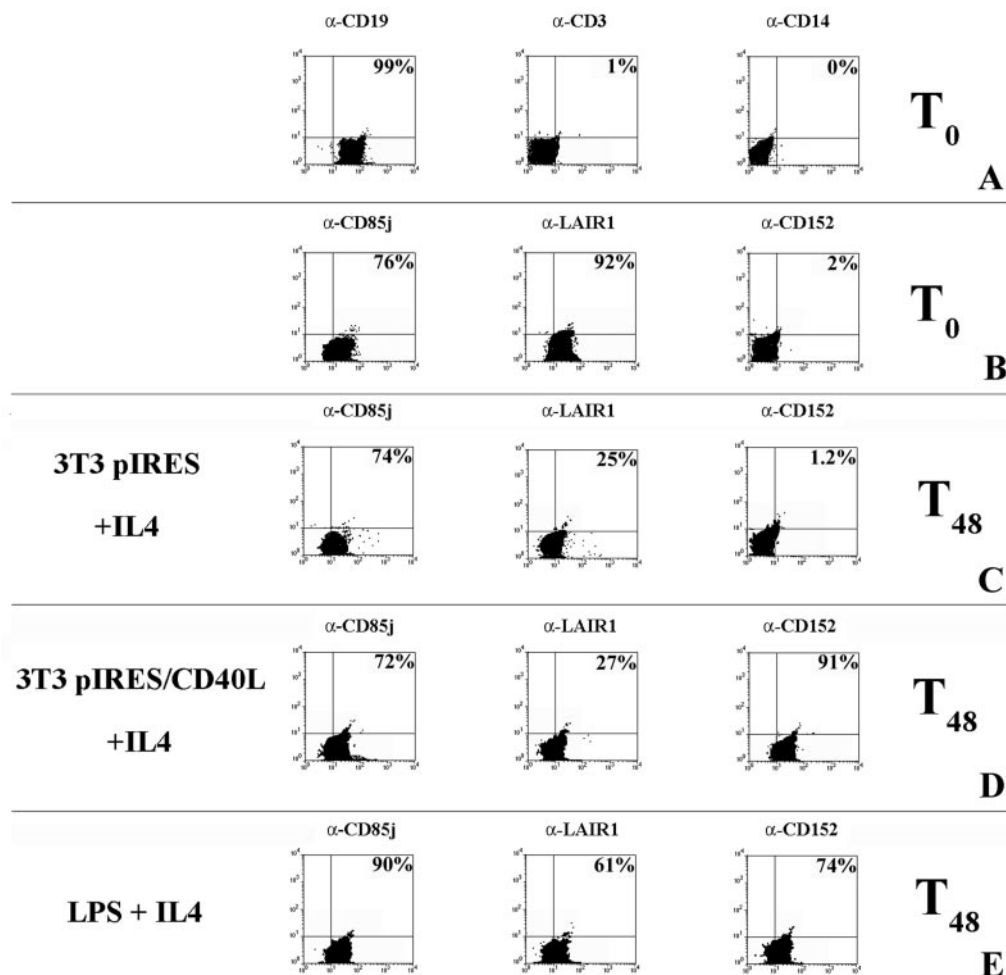 α-CD19 α-CD3 α-CD14
99% 1% 0%
T0
A
α-CD85j α-LAIR1 α-CD152
76% 92% 2%
T0
B
α-CD85j α-LAIR1 α-CD152
74% 25% 1.2%
3T3 pIRES
+IL4
T48
C
α-CD85j α-LAIR1 α-CD152
72% 27% 91%
3T3 pIRES/CD40L
+IL4
T48
D
α-CD85j α-LAIR1 α-CD152
90% 61% 74%
LPS + IL4
T48
E